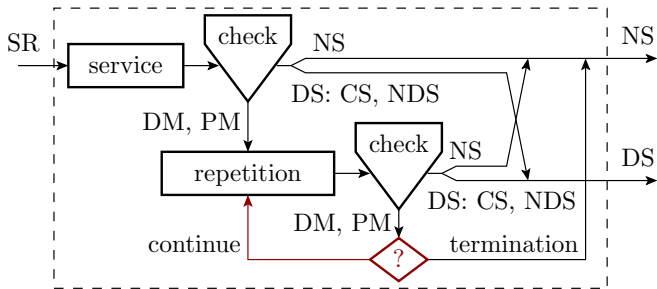 SR
service
check
NS
NS
DS: CS, NDS
DM, PM
check
NS
repetition
DS
DS: CS, NDS
DM, PM
continue
?
termination